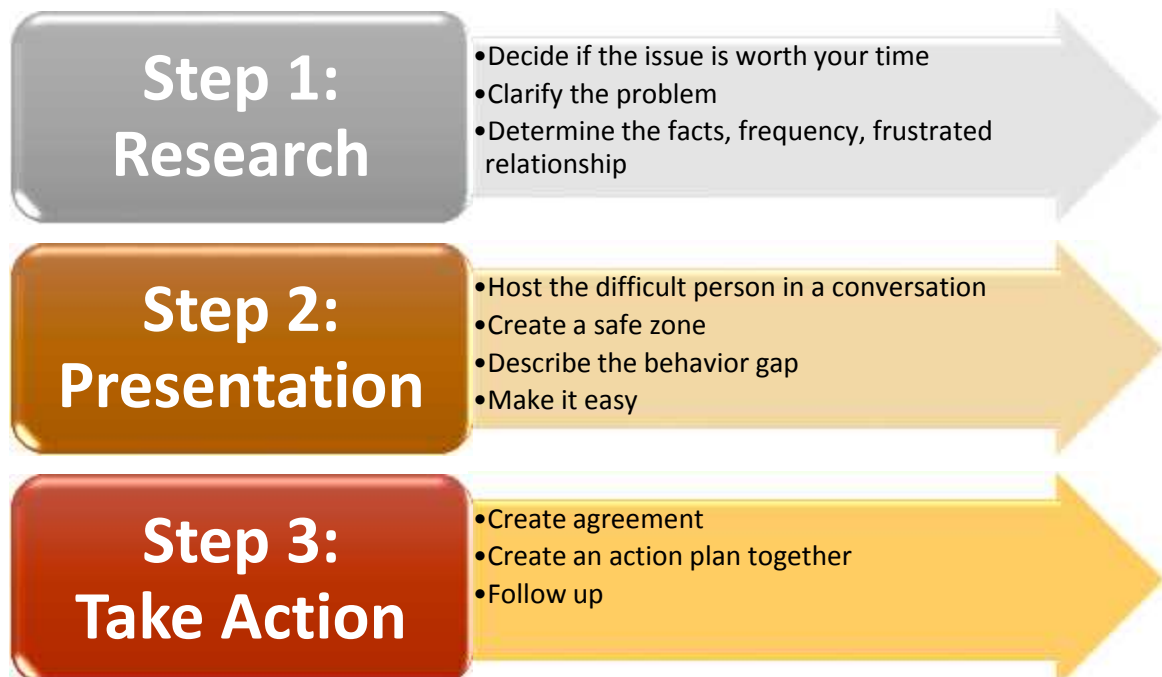 Step 1:
Research
•Decide if the issue is worth your time
•Clarify the problem
•Determine the facts, frequency, frustrated
relationship
Step 2:
Presentation
•Host the difficult person in a conversation
•Create a safe zone
•Describe the behavior gap
•Make it easy
Step 3:
Take Action
•Create agreement
•Create an action plan together
•Follow up